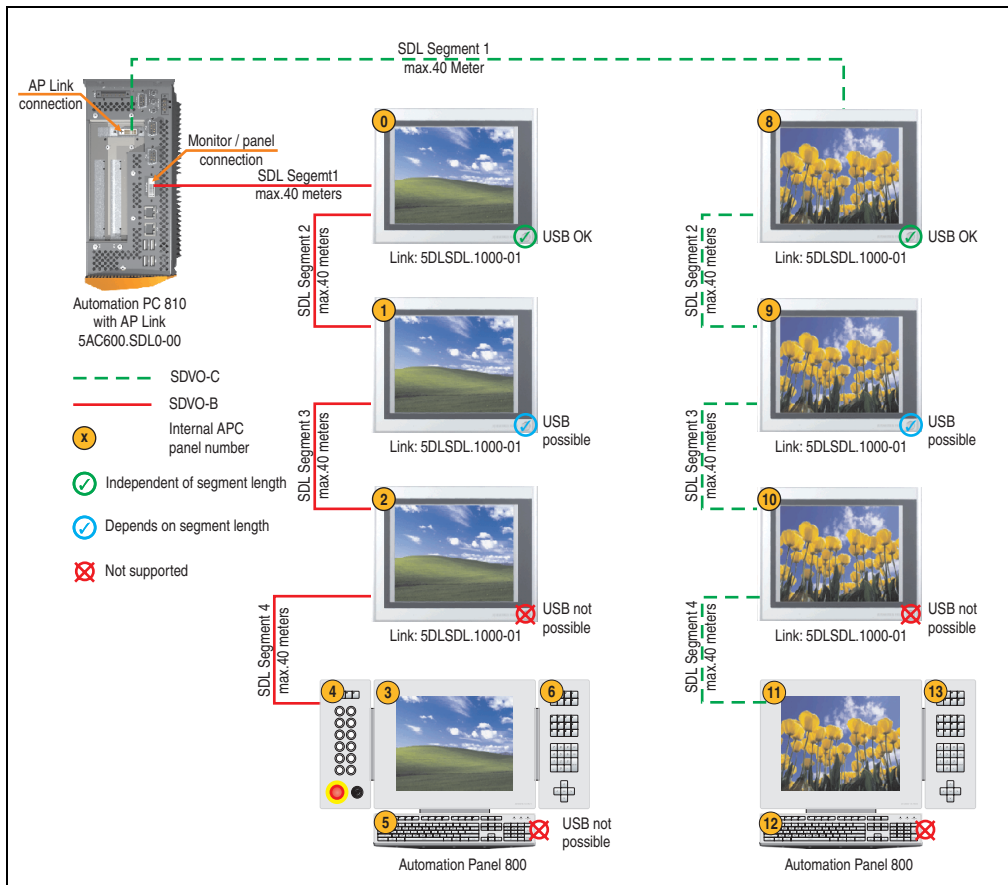 SDL Segment 1
max.40 Meter
AP Link
connection
Monitor / panel
connection
SDL Segemt1
max.40 meters
0
USB OK
Link: 5DLSDL.1000-01
8
USB OK
Link: 5DLSDL.1000-01
Automation PC 810
with AP Link
5AC600.SDL0-00
SDL Segment 2
max.40 meters
SDL Segment 2
max.40 meters
1
USB
possible
Link: 5DLSDL.1000-01
9
USB
possible
Link: 5DLSDL.1000-01
SDVO-C
SDVO-B
x
Internal APC
panel number
Independent of segment length
Depends on segment length
Not supported
SDL Segment 3
max.40 meters
SDL Segment 3
max.40 meters
2
USB not
possible
Link: 5DLSDL.1000-01
10
USB not
possible
Link: 5DLSDL.1000-01
SDL Segment 4
max.40 meters
SDL Segment 4
max.40 meters
4
3
6
5
USB not
possible
Automation Panel 800
11
13
12
Automation Panel 800